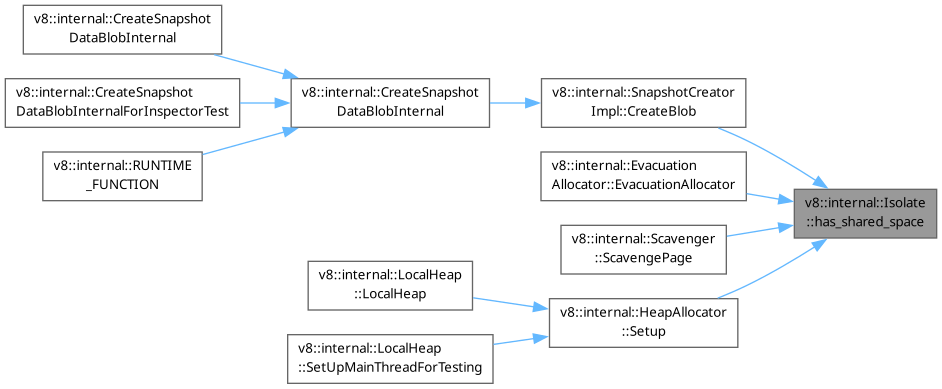 v8::internal::CreateSnapshot
DataBlobInternal
v8::internal::CreateSnapshot
DataBlobInternalForInspectorTest
v8::internal::RUNTIME
_FUNCTION
v8::internal::CreateSnapshot
DataBlobInternal
v8::internal::SnapshotCreator
Impl::CreateBlob
v8::internal::Evacuation
Allocator::EvacuationAllocator
v8::internal::Scavenger
::ScavengePage
v8::internal::Isolate
::has_shared_space
v8::internal::LocalHeap
::LocalHeap
v8::internal::LocalHeap
::SetUpMainThreadForTesting
v8::internal::HeapAllocator
::Setup